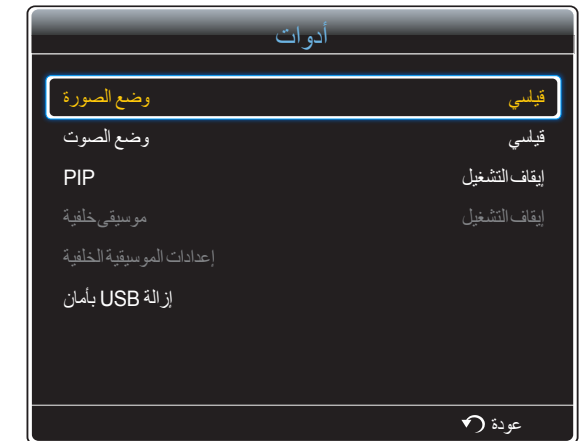 أدوات
وضع الصورة قياسي
وضع الصوت قياسي
PIP إيقاف التشغيل
موسيقى خلفية إيقاف التشغيل
إعدادات الموسيقية الخلفية
إزالة USB بأمان
عودة